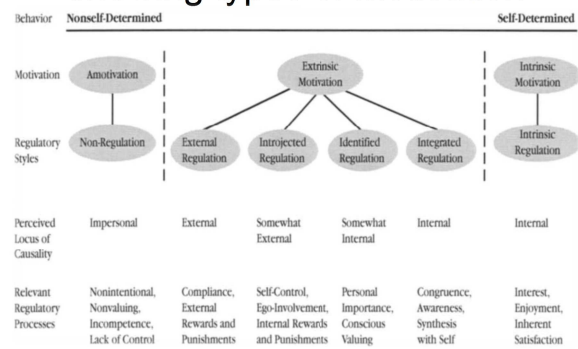 Behavior Nonself-Determined Self-Determined
Motivation Amotivation Extrinsic Motivation Intrinsic Motivation
Regulatory Styles Non-Regulation External Regulation Introjected Regulation Identified Regulation Integrated Regulation Intrinsic Regulation
Perceived Impersonal External Somewhat Somewhat Internal Internal
Locus of External Internal
Causality
Relevant Nonintentional, Compliance, Self-Control, Personal Congruence, Interest,
Regulatory Nonvaluing, External Ego-Involvement, Importance, Awareness, Enjoyment,
Processes Incompetence, Rewards and Internal Rewards Conscious Synthesis Inherent
Lack of Control Punishments and Punishments Valuing with Self Satisfaction